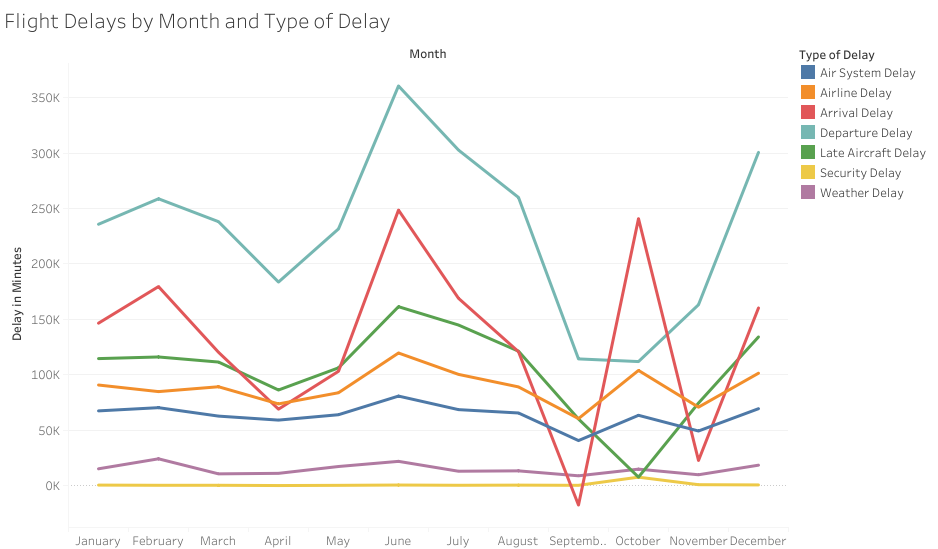 Flight Delays by Month and Type of Delay
Month
Type of Delay
Air System Delay
Airline Delay
Arrival Delay
Departure Delay
Late Aircraft Delay
Security Delay
Weather Delay
Delay in Minutes
350K
300K
250K
200K
150K
100K
50K
0K
January February March April May June July August Septemb.. October November December